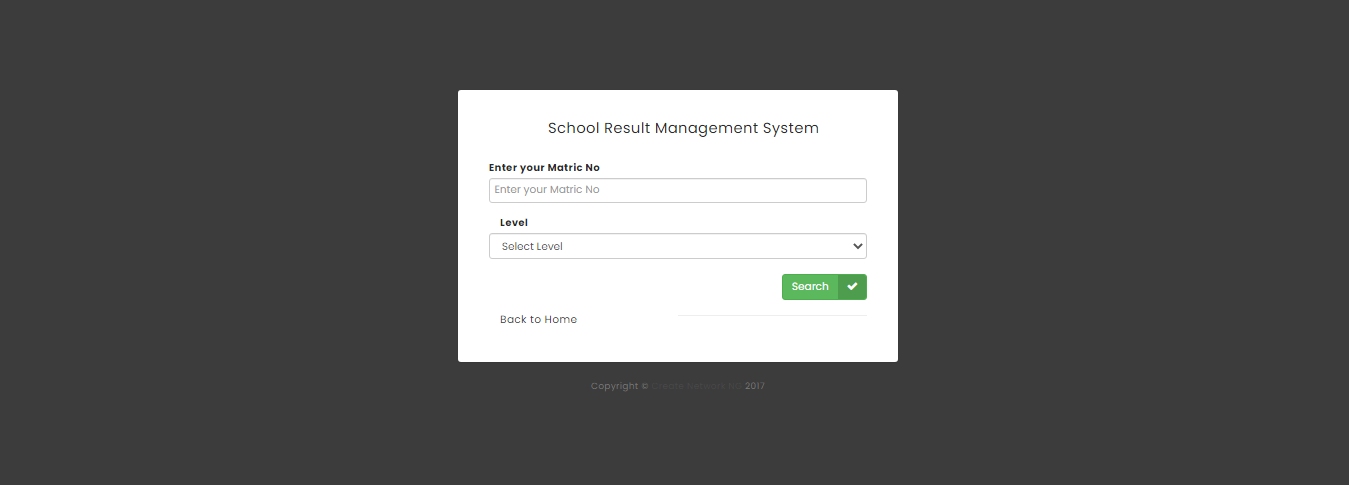 School Result Management System
Enter your Matric No
Enter your Matric No
Level
Select Level
Search
Back to Home
Copyright © 2017